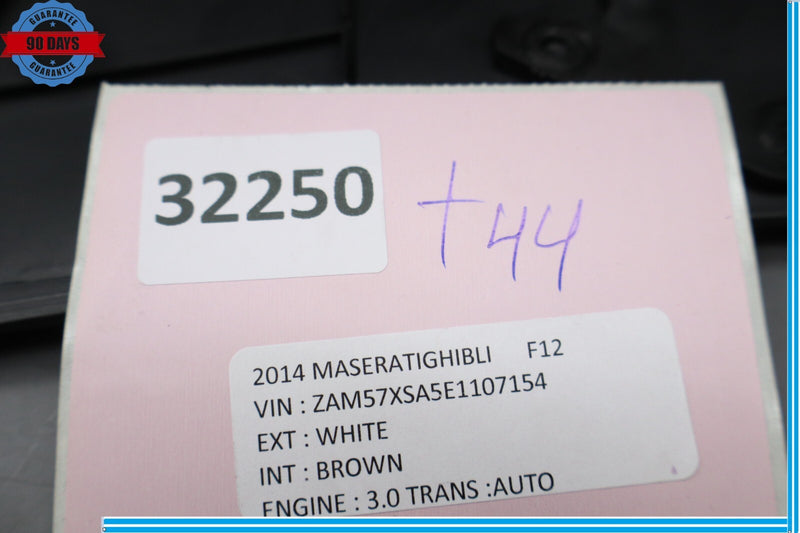 GUARANTEE
90 DAYS
GUARANTEE
32250
t44
2014 MASERATIGHIBLI F12
VIN : ZAM57XSA5E1107154
EXT : WHITE
INT : BROWN
ENGINE : 3.0 TRANS :AUTO